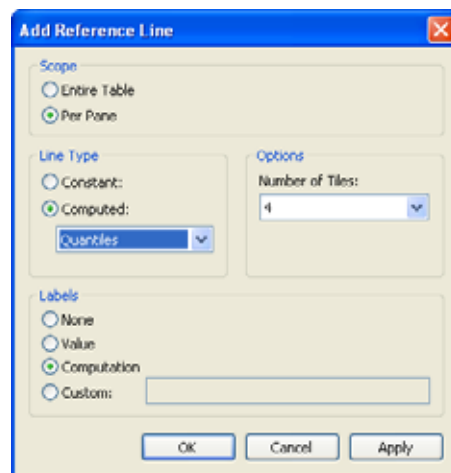 Add Reference Line
Scope
Entire Table
Per Pane
Line Type
Constant:
Computed:
Quantiles
Options
Number of Tiles:
4
Labels
None
Value
Computation
Custom:
OK
Cancel
Apply